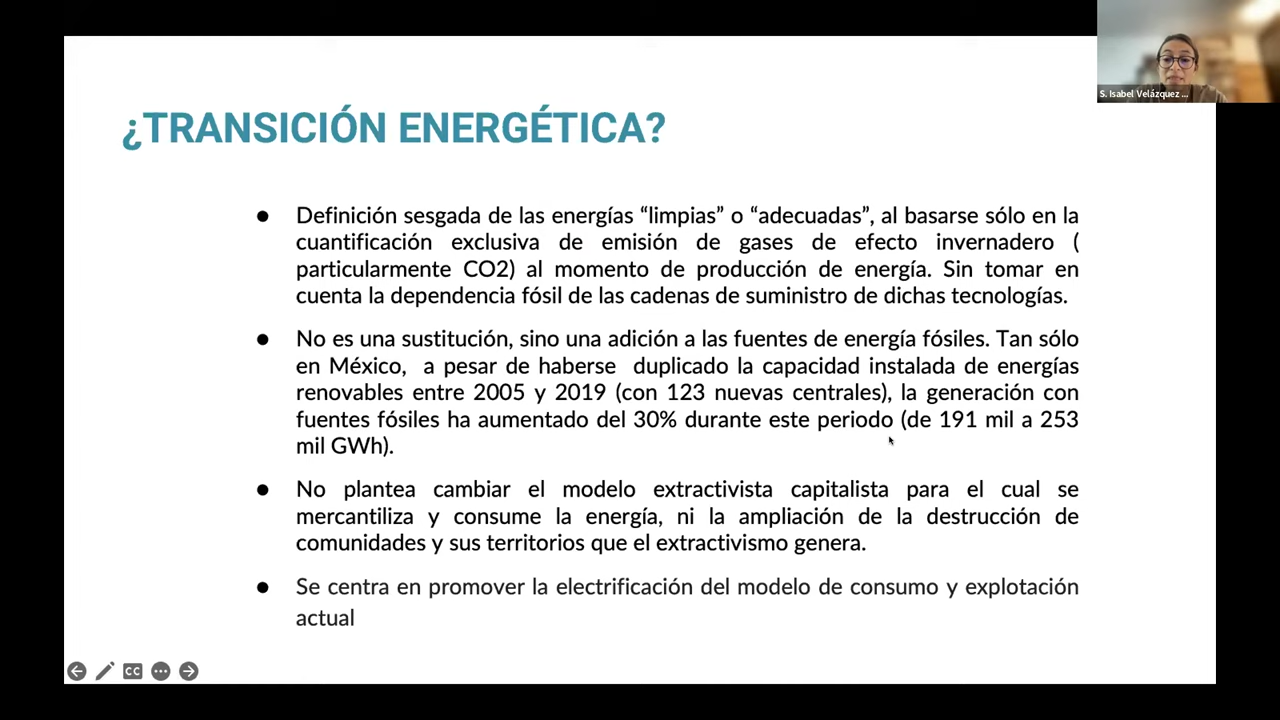 S. Isabel Velázquez ...
¿TRANSICIÓN ENERGÉTICA?
● Definición sesgada de las energías “limpias” o “adecuadas”, al basarse sólo en la
cuantificación exclusiva de emisión de gases de efecto invernadero (
particularmente CO2) al momento de producción de energía. Sin tomar en
cuenta la dependencia fósil de las cadenas de suministro de dichas tecnologías.
● No es una sustitución, sino una adición a las fuentes de energía fósiles. Tan sólo
en México, a pesar de haberse duplicado la capacidad instalada de energías
renovables entre 2005 y 2019 (con 123 nuevas centrales), la generación con
fuentes fósiles ha aumentado del 30% durante este periodo (de 191 mil a 253
mil GWh).
● No plantea cambiar el modelo extractivista capitalista para el cual se
mercantiliza y consume la energía, ni la ampliación de la destrucción de
comunidades y sus territorios que el extractivismo genera.
● Se centra en promover la electrificación del modelo de consumo y explotación
actual
CC